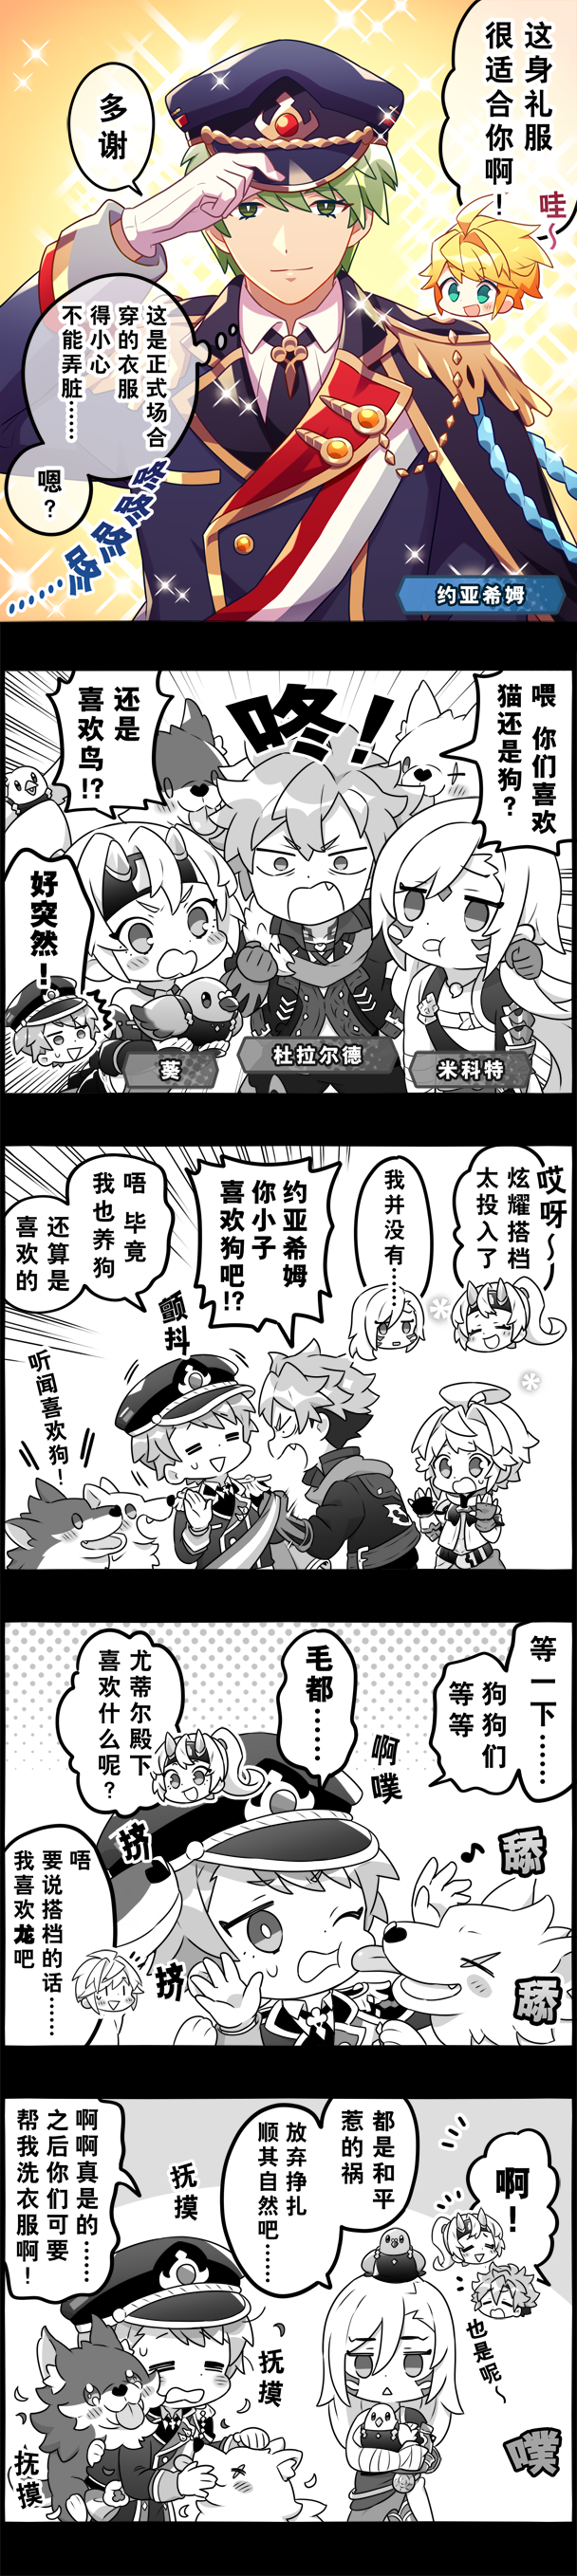 这身礼服
很适合你啊！
哇～
多谢
这是正式场合
穿的衣服
得小心
不能弄脏……
嗯？
咚咚咚咚……
约亚希姆
喂 你们喜欢
猫还是狗？
咚！
还是
喜欢鸟！？
好突然！
葵
杜拉尔德
米科特
哎呀～
炫耀搭档
太投入了
我并没有……
约亚希姆
你小子
喜欢狗吧！？
唔 毕竟
我也养狗
还算是
喜欢的
颤抖
听闻喜欢狗！
等一下……
狗狗们
等等
毛都……
啊噗
尤蒂尔殿下
喜欢什么呢？
挤
挤
舔
舔
唔
要说搭档的话……
我喜欢龙吧
啊！
也是呢～
都是和平
惹的祸
放弃挣扎
顺其自然吧……
抚摸
抚摸
抚摸
啊啊真是的……
之后你们可要
帮我洗衣服啊！
噗